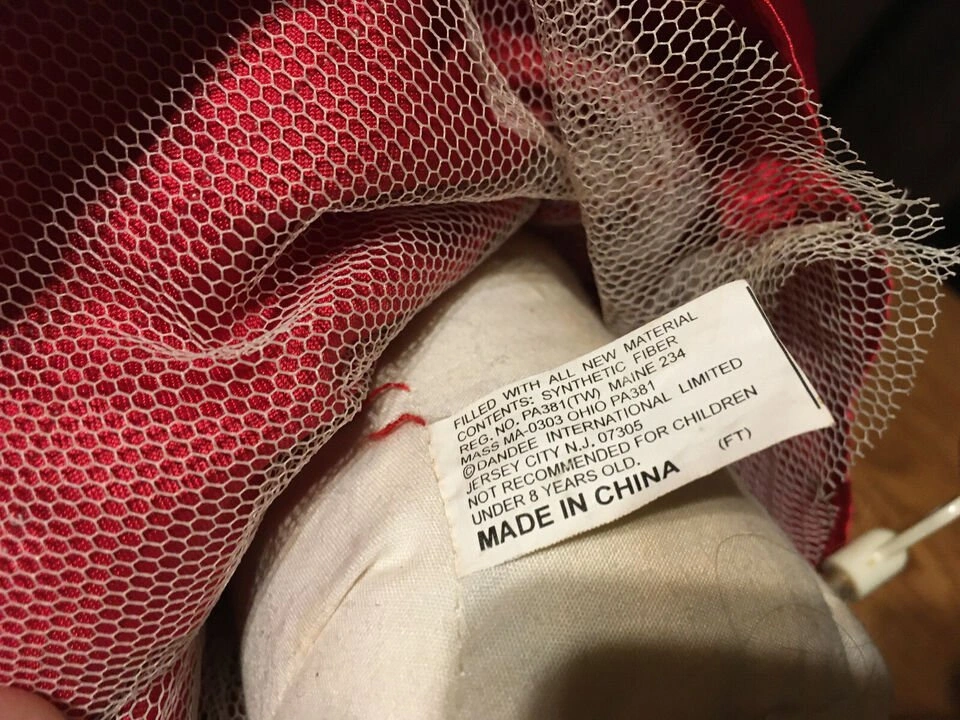 FILLED WITH ALL NEW MATERIAL
CONTENTS: SYNTHETIC FIBER
REG. NO. PA381(TW) MAINE 234
MASS MA-0303 OHIO PA381
©DANDEE INTERNATIONAL LIMITED
JERSEY CITY N.J. 07305
NOT RECOMMENDED FOR CHILDREN
UNDER 8 YEARS OLD. (FT)
MADE IN CHINA